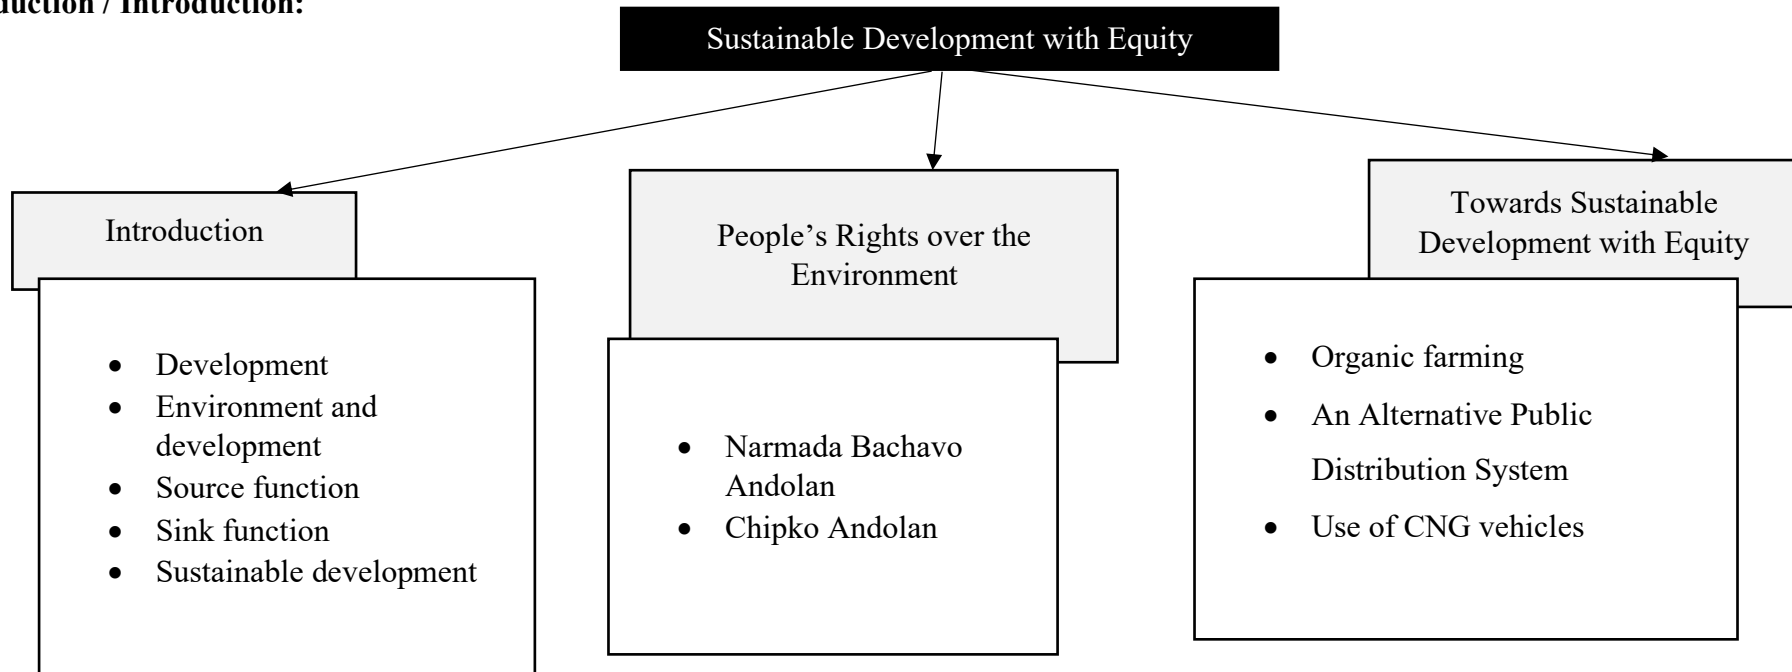 duction / Introduction:
Sustainable Development with Equity
Introduction
• Development
• Environment and
development
• Source function
• Sink function
• Sustainable development
People’s Rights over the
Environment
• Narmada Bachavo
Andolan
• Chipko Andolan
Towards Sustainable
Development with Equity
• Organic farming
• An Alternative Public
Distribution System
• Use of CNG vehicles